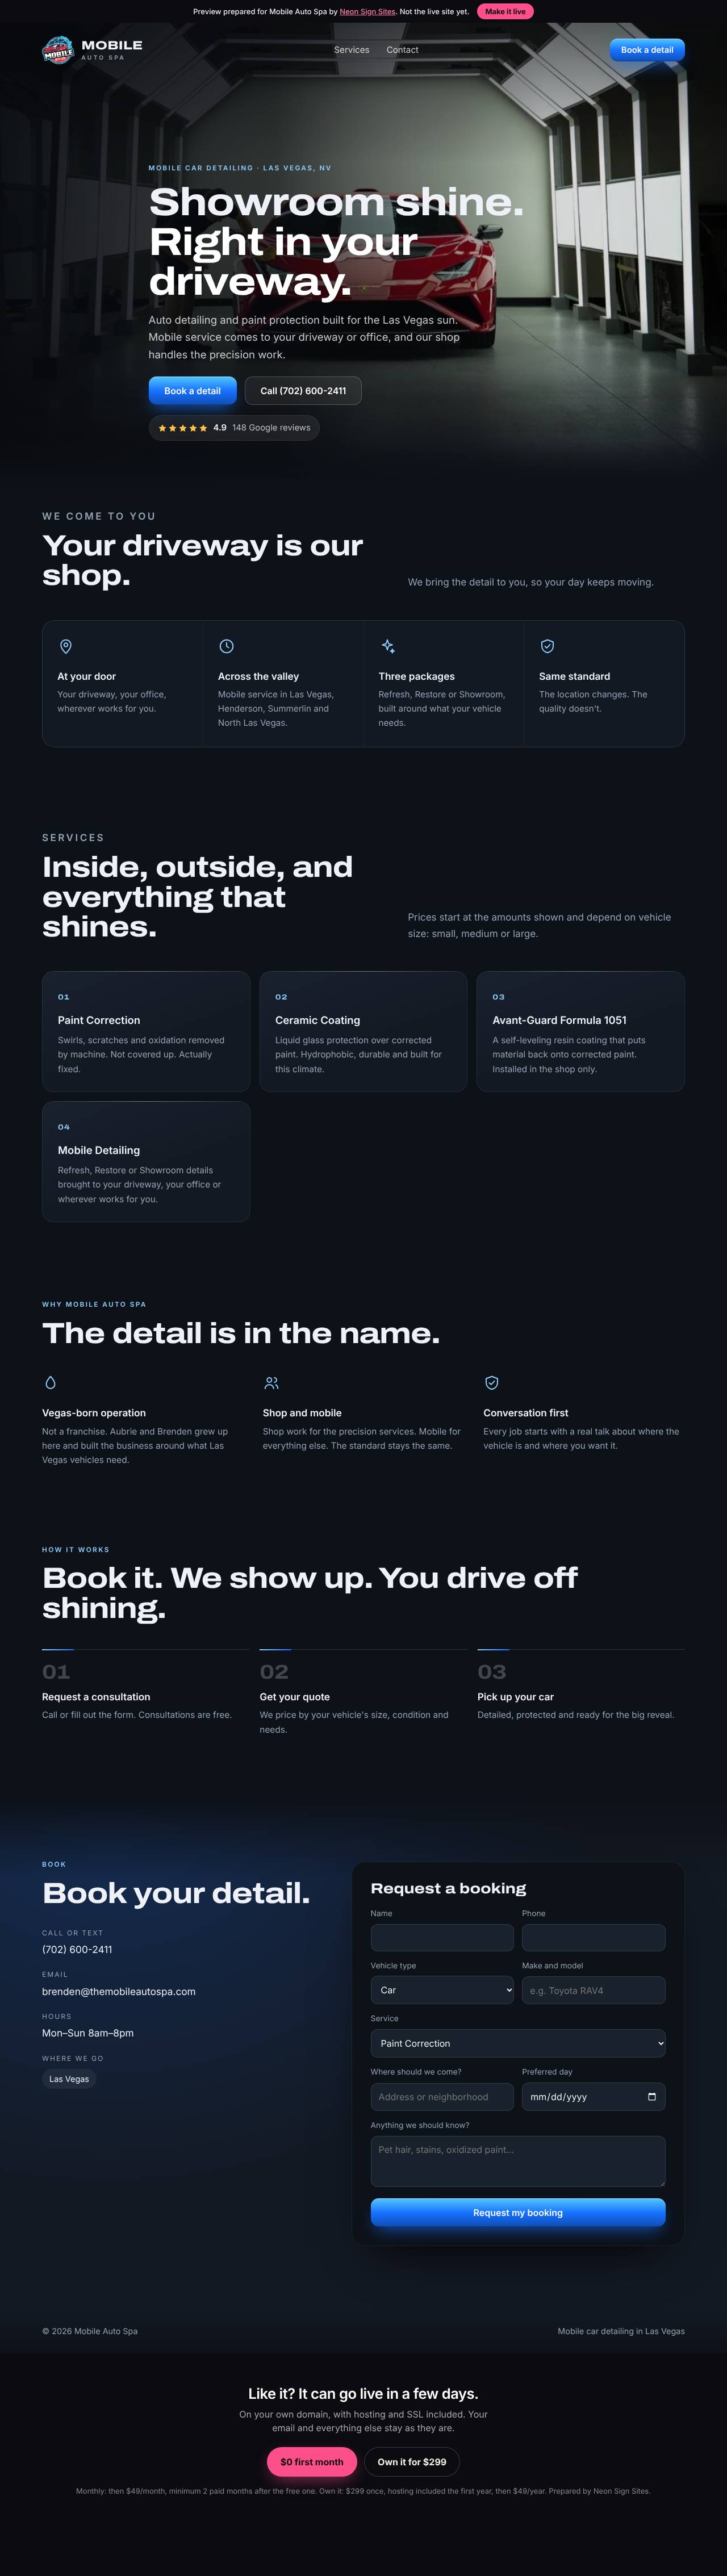 Preview prepared for Mobile Auto Spa by Neon Sign Sites. Not the live site yet. Make it live
MOBILE
MOBILE
AUTO SPA
Services Contact
Book a detail
MOBILE CAR DETAILING · LAS VEGAS, NV
Showroom shine.
Right in your
driveway.
Auto detailing and paint protection built for the Las Vegas sun.
Mobile service comes to your driveway or office, and our shop
handles the precision work.
Book a detail Call (702) 600-2411
★★★★★ 4.9 148 Google reviews
WE COME TO YOU
Your driveway is our
shop.
We bring the detail to you, so your day keeps moving.
At your door
Your driveway, your office,
wherever works for you.
Across the valley
Mobile service in Las Vegas,
Henderson, Summerlin and
North Las Vegas.
Three packages
Refresh, Restore or Showroom,
built around what your vehicle
needs.
Same standard
The location changes. The
quality doesn't.
SERVICES
Inside, outside, and
everything that
shines.
Prices start at the amounts shown and depend on vehicle
size: small, medium or large.
01
Paint Correction
Swirls, scratches and oxidation removed
by machine. Not covered up. Actually
fixed.
02
Ceramic Coating
Liquid glass protection over corrected
paint. Hydrophobic, durable and built for
this climate.
03
Avant-Guard Formula 1051
A self-leveling resin coating that puts
material back onto corrected paint.
Installed in the shop only.
04
Mobile Detailing
Refresh, Restore or Showroom details
brought to your driveway, your office or
wherever works for you.
WHY MOBILE AUTO SPA
The detail is in the name.
Vegas-born operation
Not a franchise. Aubrie and Brenden grew up
here and built the business around what Las
Vegas vehicles need.
Shop and mobile
Shop work for the precision services. Mobile for
everything else. The standard stays the same.
Conversation first
Every job starts with a real talk about where the
vehicle is and where you want it.
HOW IT WORKS
Book it. We show up. You drive off
shining.
01
Request a consultation
Call or fill out the form. Consultations are free.
02
Get your quote
We price by your vehicle's size, condition and
needs.
03
Pick up your car
Detailed, protected and ready for the big reveal.
BOOK
Book your detail.
CALL OR TEXT
(702) 600-2411
EMAIL
brenden@themobileautospa.com
HOURS
Mon–Sun 8am–8pm
WHERE WE GO
Las Vegas
Request a booking
Name Phone
Vehicle type Make and model
Car e.g. Toyota RAV4
Service
Paint Correction
Where should we come? Preferred day
Address or neighborhood mm/dd/yyyy
Anything we should know?
Pet hair, stains, oxidized paint...
Request my booking
© 2026 Mobile Auto Spa
Mobile car detailing in Las Vegas
Like it? It can go live in a few days.
On your own domain, with hosting and SSL included. Your
email and everything else stay as they are.
$0 first month Own it for $299
Monthly: then $49/month, minimum 2 paid months after the free one. Own it: $299 once, hosting included the first year, then $49/year. Prepared by Neon Sign Sites.